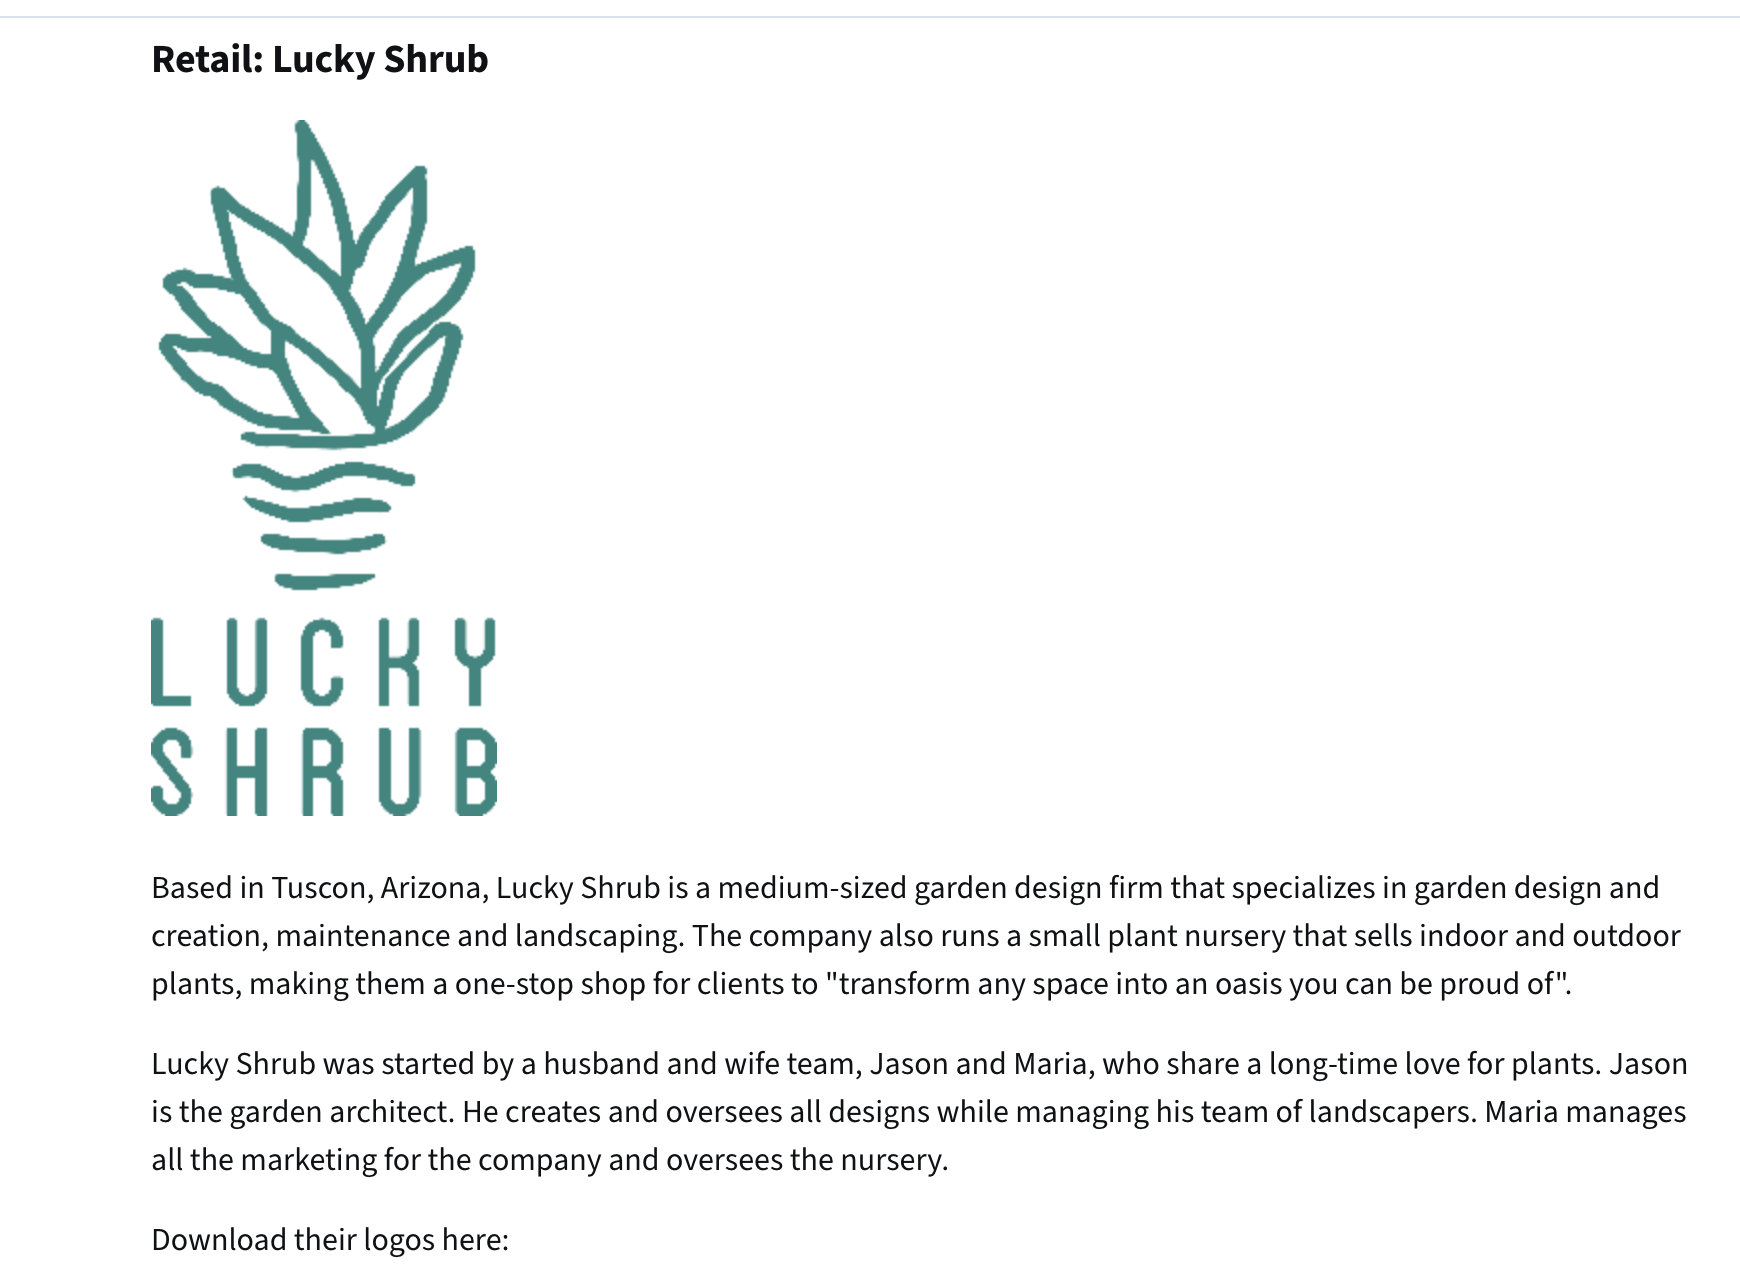 Retail: Lucky Shrub
LUCKY
SHRUB
Based in Tuscon, Arizona, Lucky Shrub is a medium-sized garden design firm that specializes in garden design and
creation, maintenance and landscaping. The company also runs a small plant nursery that sells indoor and outdoor
plants, making them a one-stop shop for clients to "transform any space into an oasis you can be proud of".
Lucky Shrub was started by a husband and wife team, Jason and Maria, who share a long-time love for plants. Jason
is the garden architect. He creates and oversees all designs while managing his team of landscapers. Maria manages
all the marketing for the company and oversees the nursery.
Download their logos here: